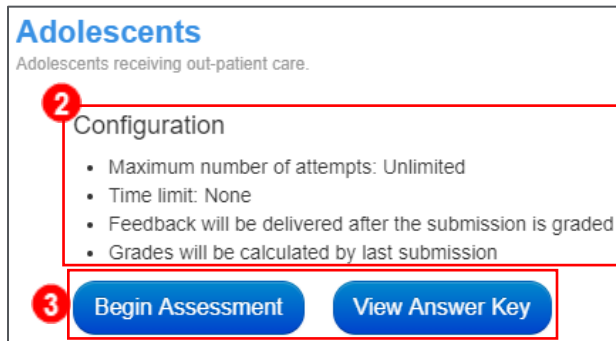 Adolescents
Adolescents receiving out-patient care.
2
Configuration
• Maximum number of attempts: Unlimited
• Time limit: None
• Feedback will be delivered after the submission is graded
• Grades will be calculated by last submission
3
Begin Assessment View Answer Key